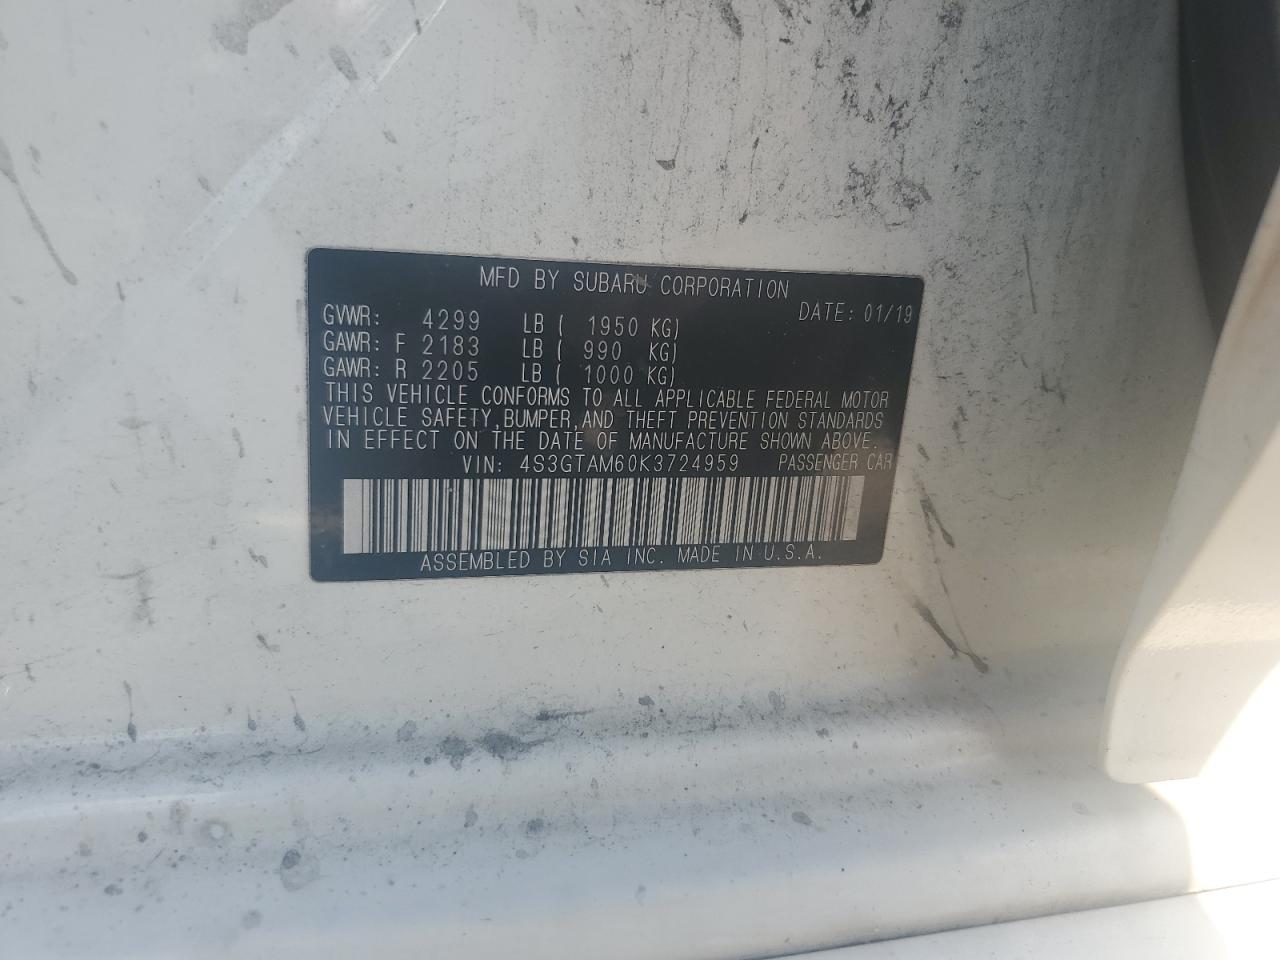 MFD BY SUBARU CORPORATION
DATE: 01/19
GVWR: 4299 LB ( 1950 KG)
GAWR: F 2183 LB ( 990 KG)
GAWR: R 2205 LB ( 1000 KG)
THIS VEHICLE CONFORMS TO ALL APPLICABLE FEDERAL MOTOR
VEHICLE SAFETY, BUMPER, AND THEFT PREVENTION STANDARDS
IN EFFECT ON THE DATE OF MANUFACTURE SHOWN ABOVE.
VIN: 4S3GTAM60K3724959 PASSENGER CAR
ASSEMBLED BY SIA INC. MADE IN U.S.A.